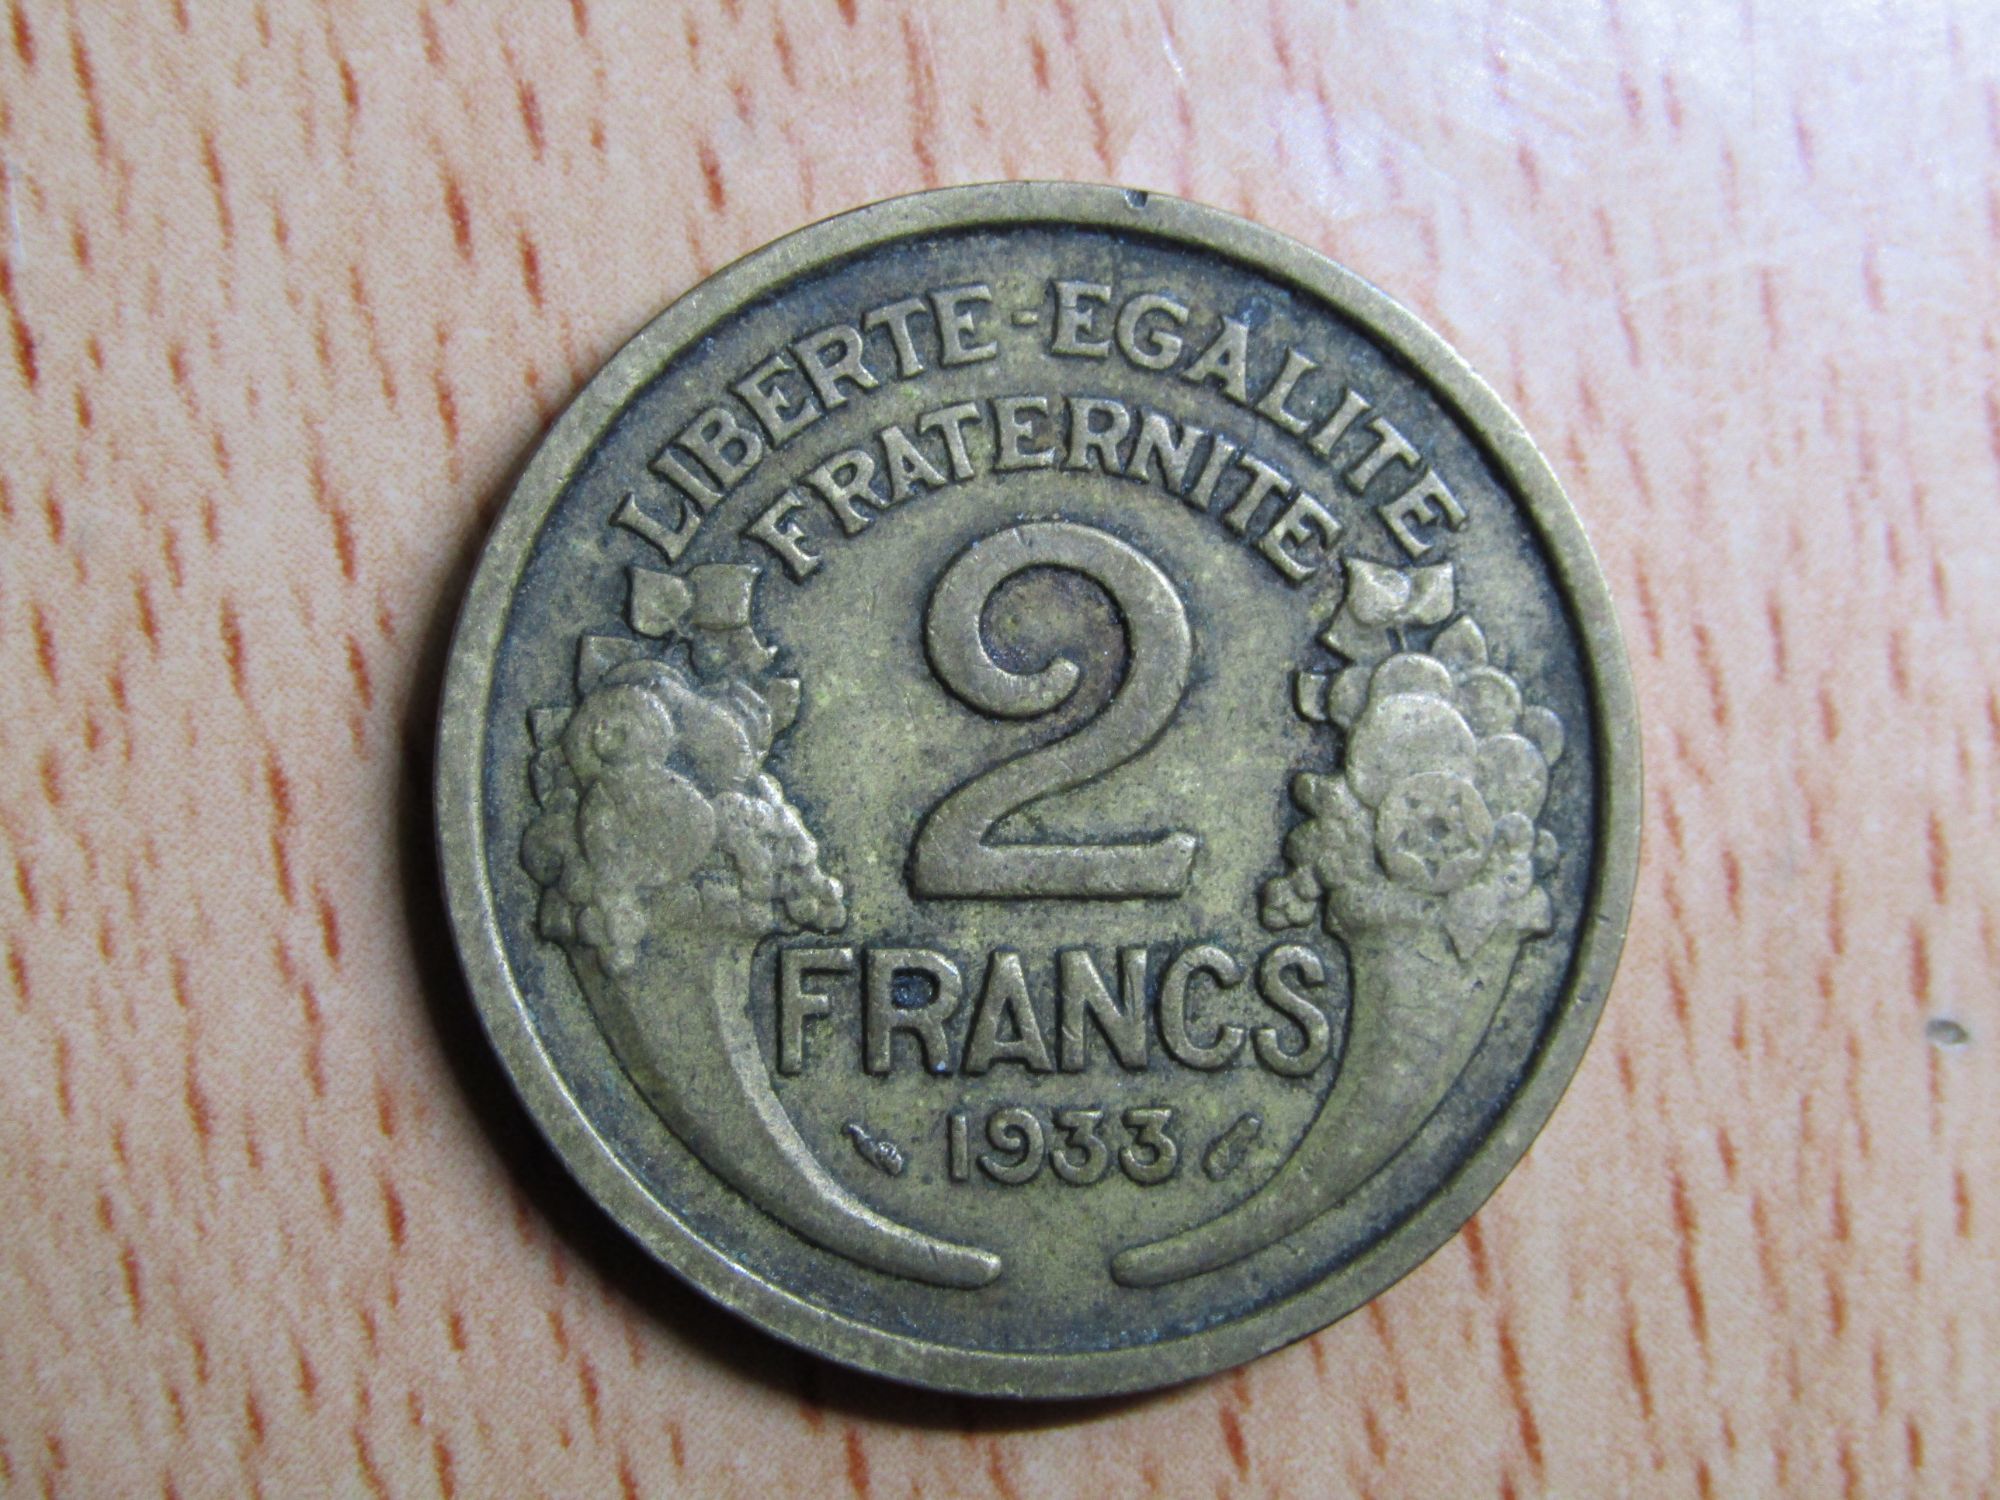 LIBERTE-EGALITE
FRATERNITE
2
FRANCS
1933